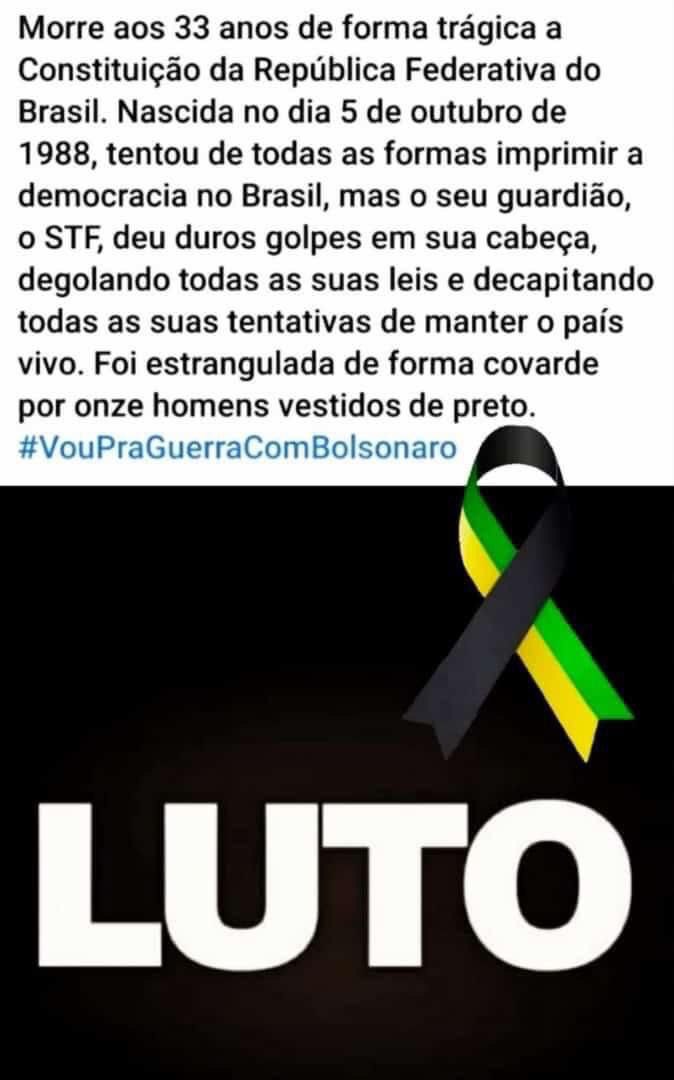 Morre aos 33 anos de forma trágica a
Constituição da República Federativa do
Brasil. Nascida no dia 5 de outubro de
1988, tentou de todas as formas imprimir a
democracia no Brasil, mas o seu guardião,
o STF, deu duros golpes em sua cabeça,
degolando todas as suas leis e decapitando
todas as suas tentativas de manter o país
vivo. Foi estrangulada de forma covarde
por onze homens vestidos de preto.
#VouPraGuerraComBolsonaro
LUTO